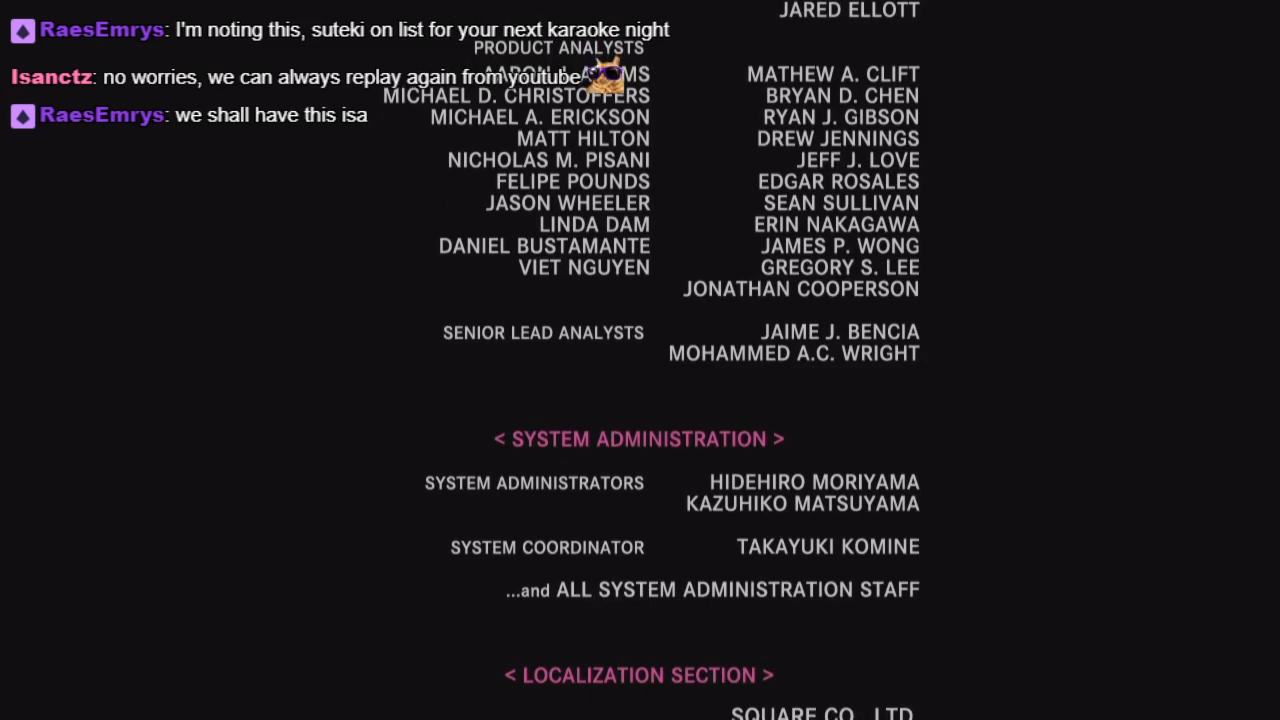 JARED ELLOTT
RaesEmrys: I'm noting this, suteki on list for your next karaoke night
PRODUCT ANALYSTS
Isanctz: no worries, we can always replay again from youtube
MATHEW A. CLIFT
MICHAEL D. CHRISTOFFERS BRYAN D. CHEN
RaesEmrys: we shall have this isa
MICHAEL A. ERICKSON RYAN J. GIBSON
MATT HILTON DREW JENNINGS
NICHOLAS M. PISANI JEFF J. LOVE
FELIPE POUNDS EDGAR ROSALES
JASON WHEELER SEAN SULLIVAN
LINDA DAM ERIN NAKAGAWA
DANIEL BUSTAMANTE JAMES P. WONG
VIET NGUYEN GREGORY S. LEE
JONATHAN COOPERSON
SENIOR LEAD ANALYSTS JAIME J. BENCIA
MOHAMMED A.C. WRIGHT
< SYSTEM ADMINISTRATION >
SYSTEM ADMINISTRATORS HIDEHIRO MORIYAMA
KAZUHIKO MATSUYAMA
SYSTEM COORDINATOR TAKAYUKI KOMINE
...and ALL SYSTEM ADMINISTRATION STAFF
< LOCALIZATION SECTION >
SQUARE CO., LTD.